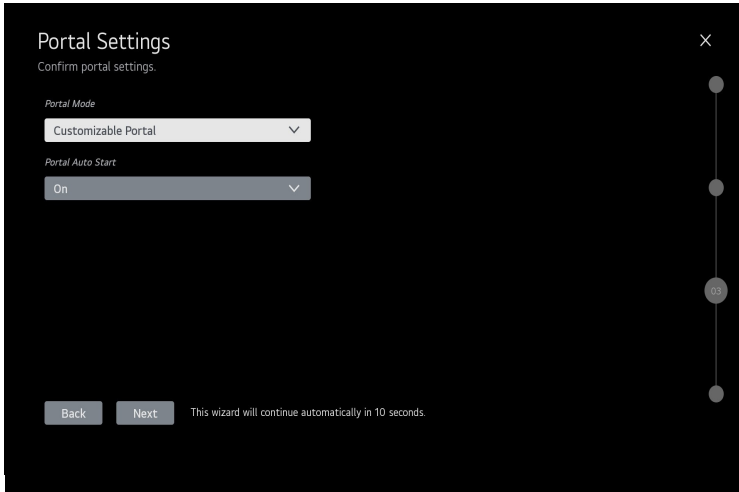 Portal Settings
Confirm portal settings.
Portal Mode
Customizable Portal
Portal Auto Start
On
03
Back
Next
This wizard will continue automatically in 10 seconds.